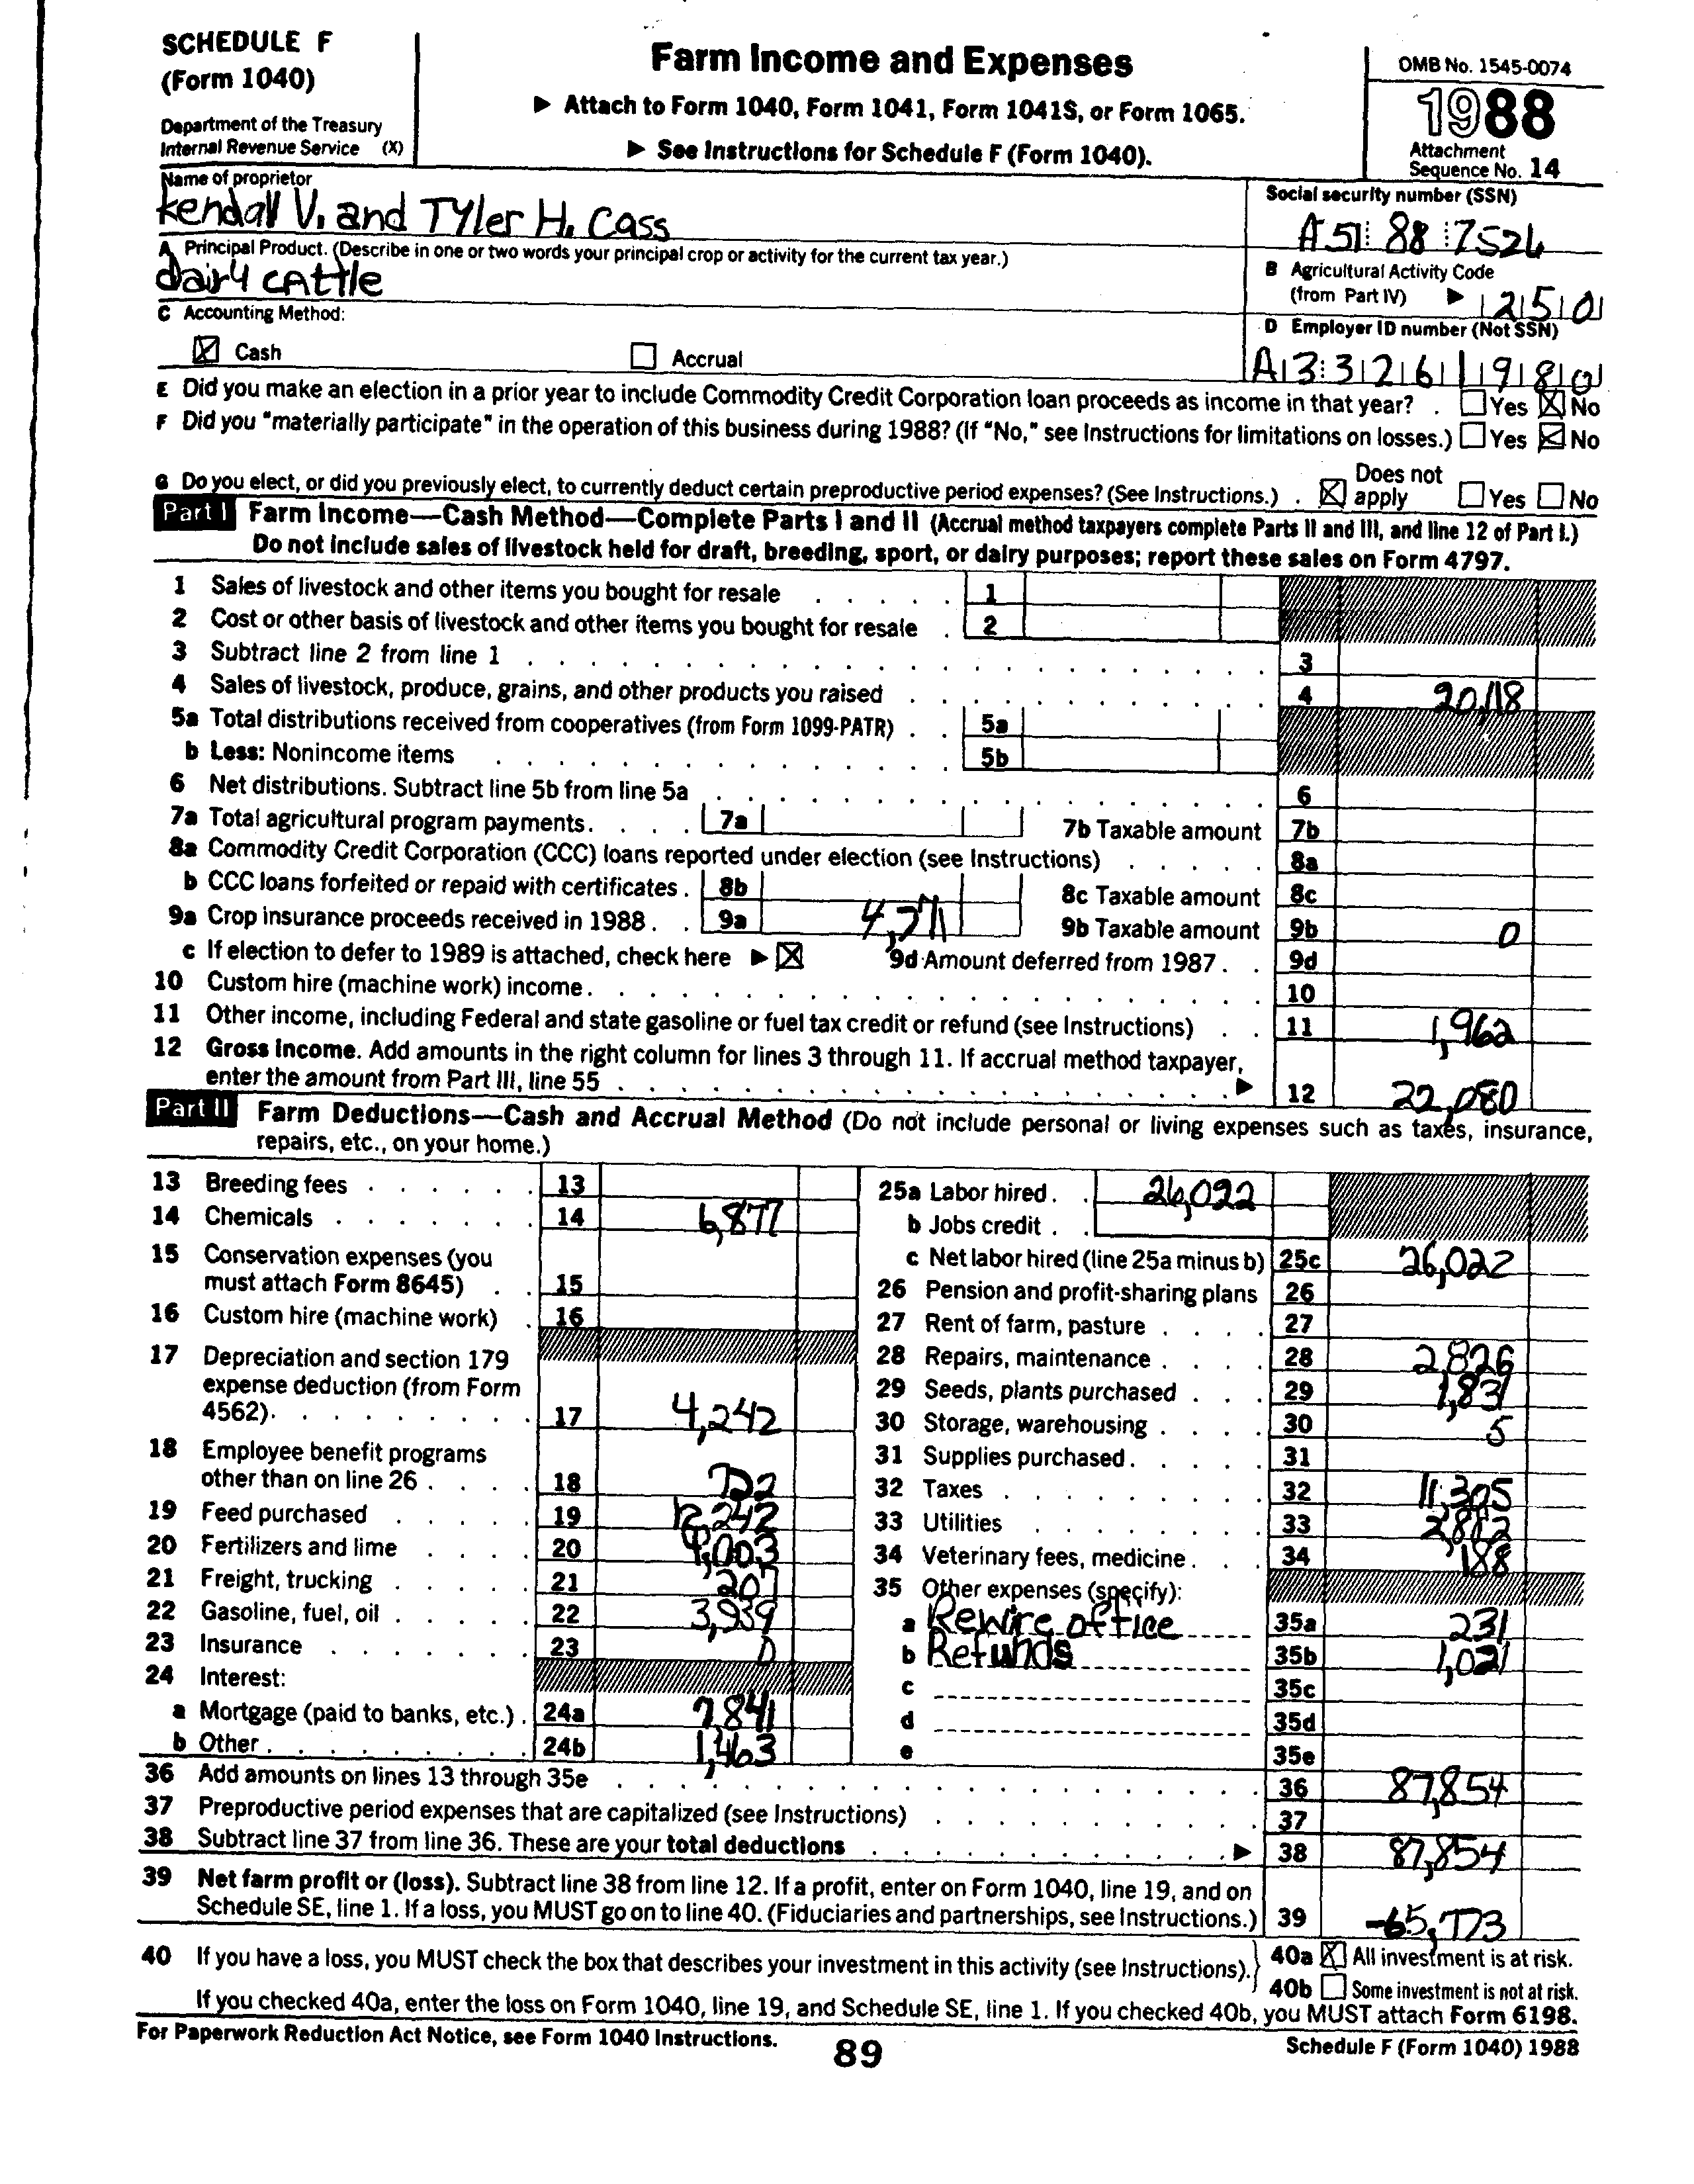 SCHEDULE F
(Form 1040)
Department of the Treasury
Internal Revenue Service (X)
Farm Income and Expenses
▶ Attach to Form 1040, Form 1041, Form 1041S, or Form 1065.
▶ See Instructions for Schedule F (Form 1040).
OMB No. 1545-0074
1988
Attachment
Sequence No. 14
Name of proprietor
Kendall V. and Tyler H. Cass
Social security number (SSN)
A51 88 7526
A Principal Product. (Describe in one or two words your principal crop or activity for the current tax year.)
dairy cattle
B Agricultural Activity Code
(from Part IV) ▶ 250
C Accounting Method:
☒ Cash ☐ Accrual
D Employer ID number (Not SSN)
A33261980
E Did you make an election in a prior year to include Commodity Credit Corporation loan proceeds as income in that year? . ☐ Yes ☒ No
F Did you "materially participate" in the operation of this business during 1988? (If "No," see Instructions for limitations on losses.) ☐ Yes ☒ No
G Do you elect, or did you previously elect, to currently deduct certain preproductive period expenses? (See Instructions.) . ☒ Does not apply ☐ Yes ☐ No
Part I Farm Income—Cash Method—Complete Parts I and II (Accrual method taxpayers complete Parts II and III, and line 12 of Part I.)
Do not include sales of livestock held for draft, breeding, sport, or dairy purposes; report these sales on Form 4797.
1 Sales of livestock and other items you bought for resale . . . . . 1
2 Cost or other basis of livestock and other items you bought for resale . 2
3 Subtract line 2 from line 1 . . . . . 3
4 Sales of livestock, produce, grains, and other products you raised . . . . . 4 20,118
5a Total distributions received from cooperatives (from Form 1099-PATR) . . 5a
b Less: Nonincome items . . . . . 5b
6 Net distributions. Subtract line 5b from line 5a . . . . . 6
7a Total agricultural program payments. . . . 7a 7b Taxable amount 7b
8a Commodity Credit Corporation (CCC) loans reported under election (see Instructions) . . . . . 8a
b CCC loans forfeited or repaid with certificates . 8b 8c Taxable amount 8c
9a Crop insurance proceeds received in 1988 . . 9a 4,771 9b Taxable amount 9b 0
c If election to defer to 1989 is attached, check here ▶ ☒ 9d Amount deferred from 1987 . . 9d
10 Custom hire (machine work) income . . . . . 10
11 Other income, including Federal and state gasoline or fuel tax credit or refund (see Instructions) . . 11 1,962
12 Gross income. Add amounts in the right column for lines 3 through 11. If accrual method taxpayer,
enter the amount from Part III, line 55 . . . . . ▶ 12 22,080
Part II Farm Deductions—Cash and Accrual Method (Do not include personal or living expenses such as taxes, insurance,
repairs, etc., on your home.)
13 Breeding fees . . . . . 13
14 Chemicals . . . . . 14 6,877
15 Conservation expenses (you
must attach Form 8645) . . 15
16 Custom hire (machine work) . 16
17 Depreciation and section 179
expense deduction (from Form
4562). . . . . 17 4,242
18 Employee benefit programs
other than on line 26 . . . . 18 722
19 Feed purchased . . . . . 19 12,242
20 Fertilizers and lime . . . . 20 4,003
21 Freight, trucking . . . . . 21 207
22 Gasoline, fuel, oil . . . . . 22 3,939
23 Insurance . . . . . 23 0
24 Interest:
a Mortgage (paid to banks, etc.) . 24a 7,841
b Other . . . . . 24b 1,463
25a Labor hired . . 26,022
b Jobs credit . .
c Net labor hired (line 25a minus b) 25c 26,022
26 Pension and profit-sharing plans 26
27 Rent of farm, pasture . . . . 27
28 Repairs, maintenance . . . . 28 2,826
29 Seeds, plants purchased . . . 29 1,831
30 Storage, warehousing . . . . 30 5
31 Supplies purchased . . . . . 31
32 Taxes . . . . . 32 11,305
33 Utilities . . . . . 33 2,882
34 Veterinary fees, medicine . . . 34 188
35 Other expenses (specify):
a Rewire office 35a 231
b Refunds 35b 1,021
c 35c
d 35d
e 35e
36 Add amounts on lines 13 through 35e . . . . . 36 87,854
37 Preproductive period expenses that are capitalized (see Instructions) . . . . . 37
38 Subtract line 37 from line 36. These are your total deductions . . . . . ▶ 38 87,854
39 Net farm profit or (loss). Subtract line 38 from line 12. If a profit, enter on Form 1040, line 19, and on
Schedule SE, line 1. If a loss, you MUST go on to line 40. (Fiduciaries and partnerships, see Instructions.) 39 -65,773
40 If you have a loss, you MUST check the box that describes your investment in this activity (see Instructions). 40a ☒ All investment is at risk.
40b ☐ Some investment is not at risk.
If you checked 40a, enter the loss on Form 1040, line 19, and Schedule SE, line 1. If you checked 40b, you MUST attach Form 6198.
For Paperwork Reduction Act Notice, see Form 1040 Instructions.
89
Schedule F (Form 1040) 1988